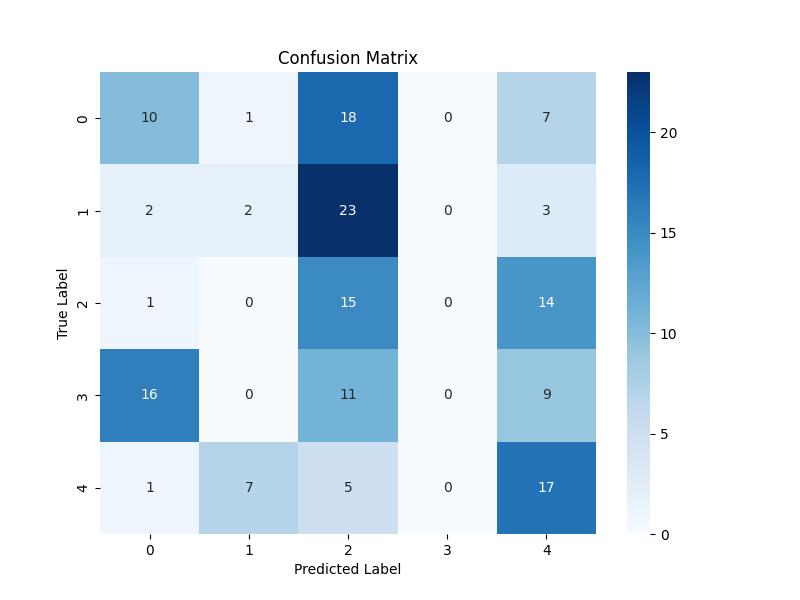 Confusion Matrix
True Label
0 10 1 18 0 7
1 2 2 23 0 3
2 1 0 15 0 14
3 16 0 11 0 9
4 1 7 5 0 17
0 1 2 3 4
Predicted Label
20
15
10
5
0